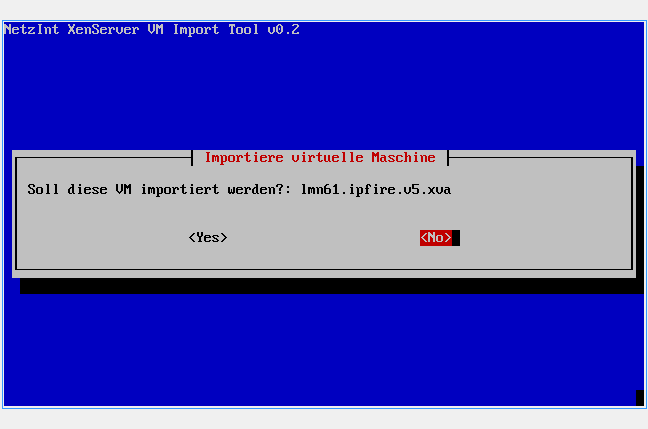 NetzInt XenServer VM Import Tool v0.2
Importiere virtuelle Maschine
Soll diese VM importiert werden?: lmn61.ipfire.v5.xva
<Yes> <No>